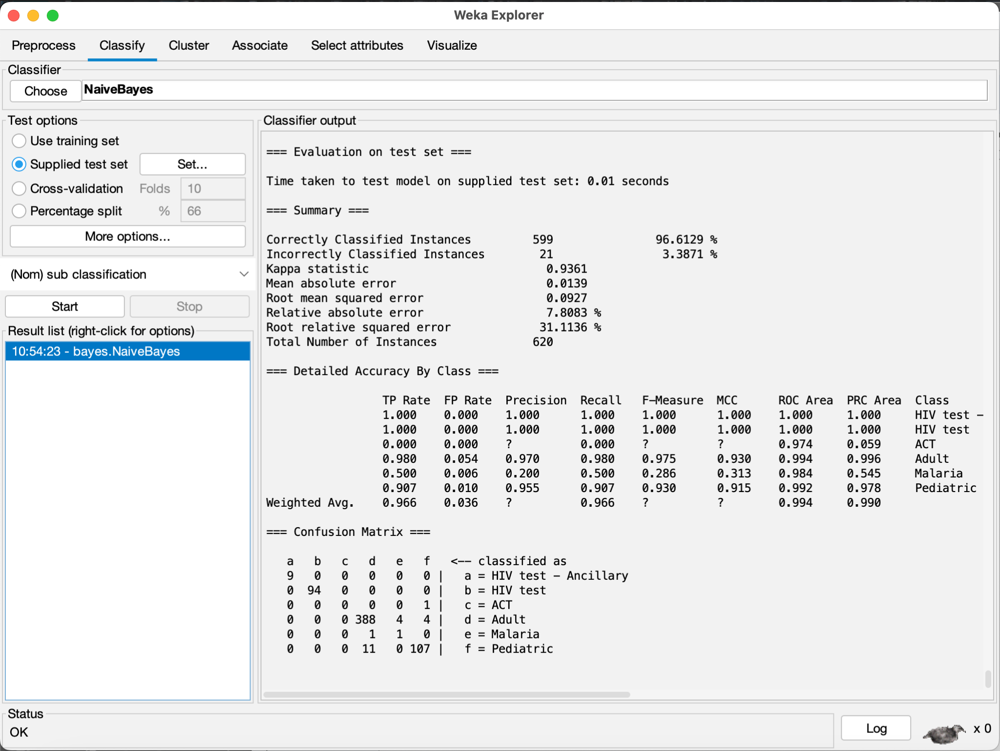 Weka Explorer
Preprocess Classify Cluster Associate Select attributes Visualize
Classifier
Choose NaiveBayes
Test options
Use training set
Supplied test set Set...
Cross-validation Folds 10
Percentage split % 66
More options...
(Nom) sub classification
Start Stop
Result list (right-click for options)
10:54:23 - bayes.NaiveBayes
Classifier output
=== Evaluation on test set ===
Time taken to test model on supplied test set: 0.01 seconds
=== Summary ===
Correctly Classified Instances 599 96.6129 %
Incorrectly Classified Instances 21 3.3871 %
Kappa statistic 0.9361
Mean absolute error 0.0139
Root mean squared error 0.0927
Relative absolute error 7.8083 %
Root relative squared error 31.1136 %
Total Number of Instances 620
=== Detailed Accuracy By Class ===
TP Rate FP Rate Precision Recall F-Measure MCC ROC Area PRC Area Class
1.000 0.000 1.000 1.000 1.000 1.000 1.000 1.000 HIV test -
1.000 0.000 1.000 1.000 1.000 1.000 1.000 1.000 HIV test
0.000 0.000 ? 0.000 ? ? 0.974 0.059 ACT
0.980 0.054 0.970 0.980 0.975 0.930 0.994 0.996 Adult
0.500 0.006 0.200 0.500 0.286 0.313 0.984 0.545 Malaria
0.907 0.010 0.955 0.907 0.930 0.915 0.992 0.978 Pediatric
Weighted Avg. 0.966 0.036 ? 0.966 ? ? 0.994 0.990
=== Confusion Matrix ===
a b c d e f <-- classified as
9 0 0 0 0 0 | a = HIV test - Ancillary
0 94 0 0 0 0 | b = HIV test
0 0 0 0 0 1 | c = ACT
0 0 0 388 4 4 | d = Adult
0 0 0 1 1 0 | e = Malaria
0 0 0 11 0 107 | f = Pediatric
Status
OK
Log x 0